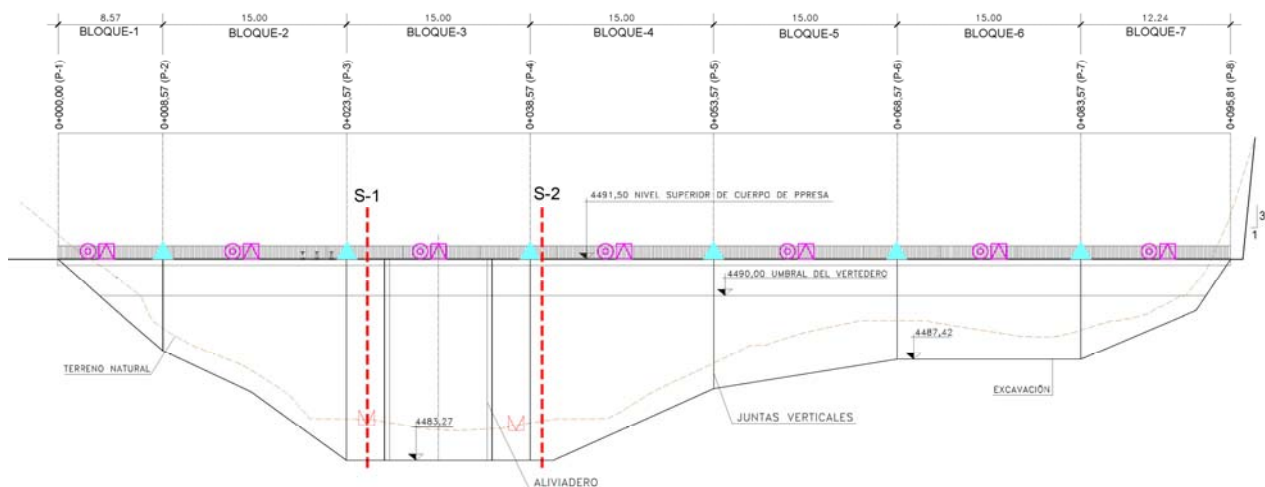 8.57 15.00 15.00 15.00 15.00 15.00 12.24
BLOQUE-1 BLOQUE-2 BLOQUE-3 BLOQUE-4 BLOQUE-5 BLOQUE-6 BLOQUE-7
0+000,00 (P-1)
0+008,57 (P-2)
0+023,57 (P-3)
0+038,57 (P-4)
0+053,57 (P-5)
0+068,57 (P-6)
0+083,57 (P-7)
0+095,81 (P-8)
S-1
S-2
4491,50 NIVEL SUPERIOR DE CUERPO DE PPRESA
3
1
4490,00 UMBRAL DEL VERTEDERO
4487,42
TERRENO NATURAL
EXCAVACIÓN
JUNTAS VERTICALES
4483,27
ALIVIADERO